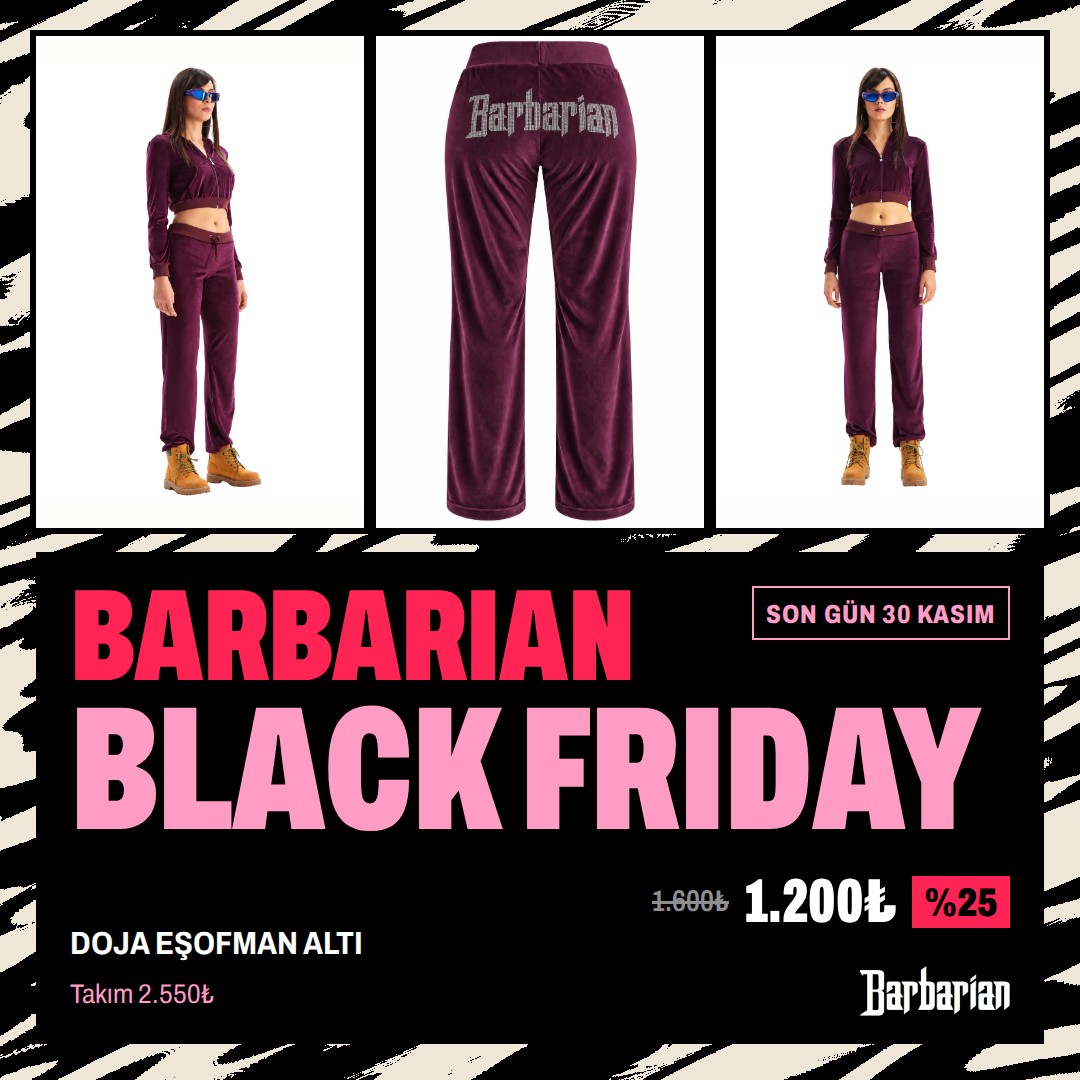 Barbarian
BARBARIAN
SON GÜN 30 KASIM
BLACK FRIDAY
1.600₺ 1.200₺ %25
DOJA EŞOFMAN ALTI
Takım 2.550₺
Barbarian